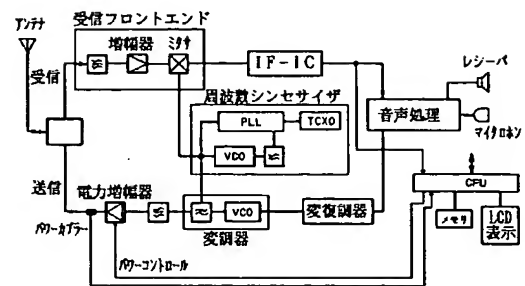 受信フロントエンド
アンテナ
増幅器
ミクサ
IF-IC
受信
レシーバ
周波数シンセサイザ
PLL
TCXO
音声処理
マイクロホン
VCO
送信
電力増幅器
CPU
VCO
変復調器
メモリ
LCD
表示
変調器
パワーカプラー
パワーコントロール